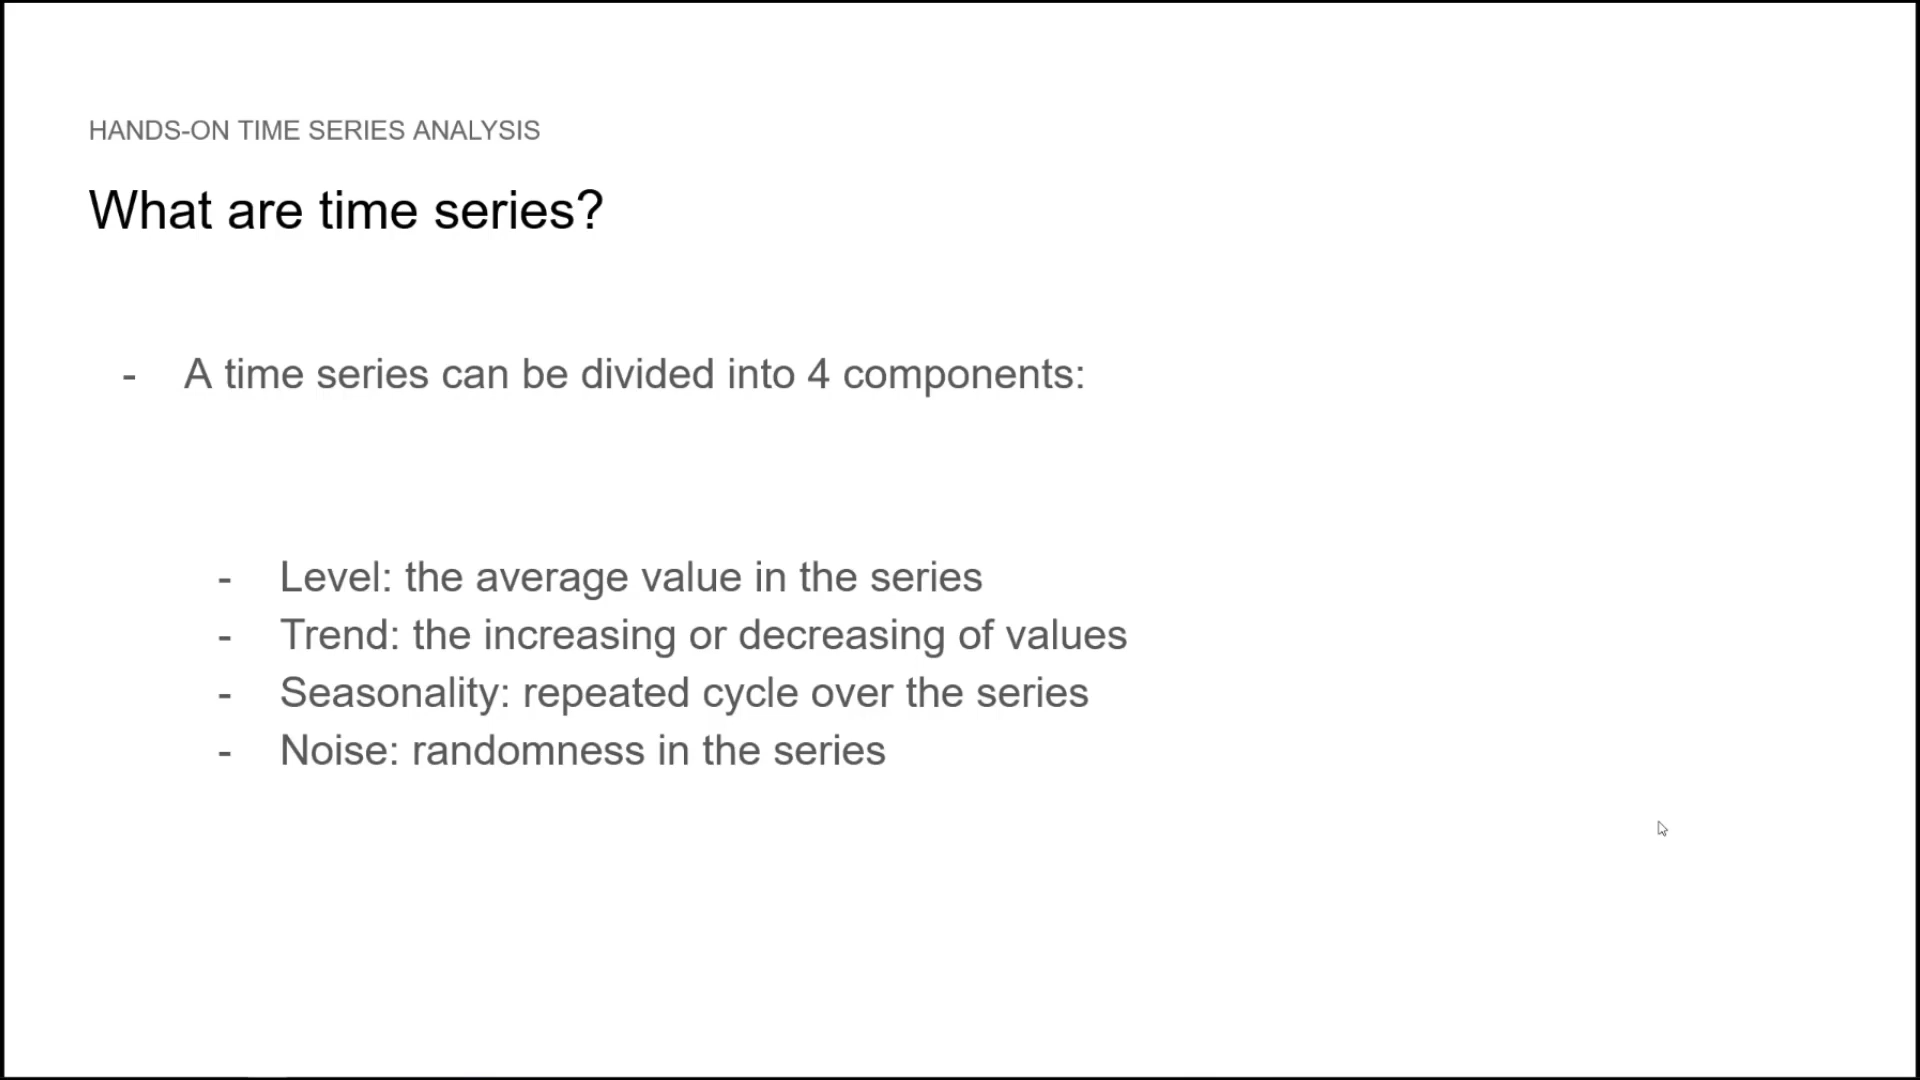 HANDS-ON TIME SERIES ANALYSIS
What are time series?
- A time series can be divided into 4 components:
- Level: the average value in the series
- Trend: the increasing or decreasing of values
- Seasonality: repeated cycle over the series
- Noise: randomness in the series